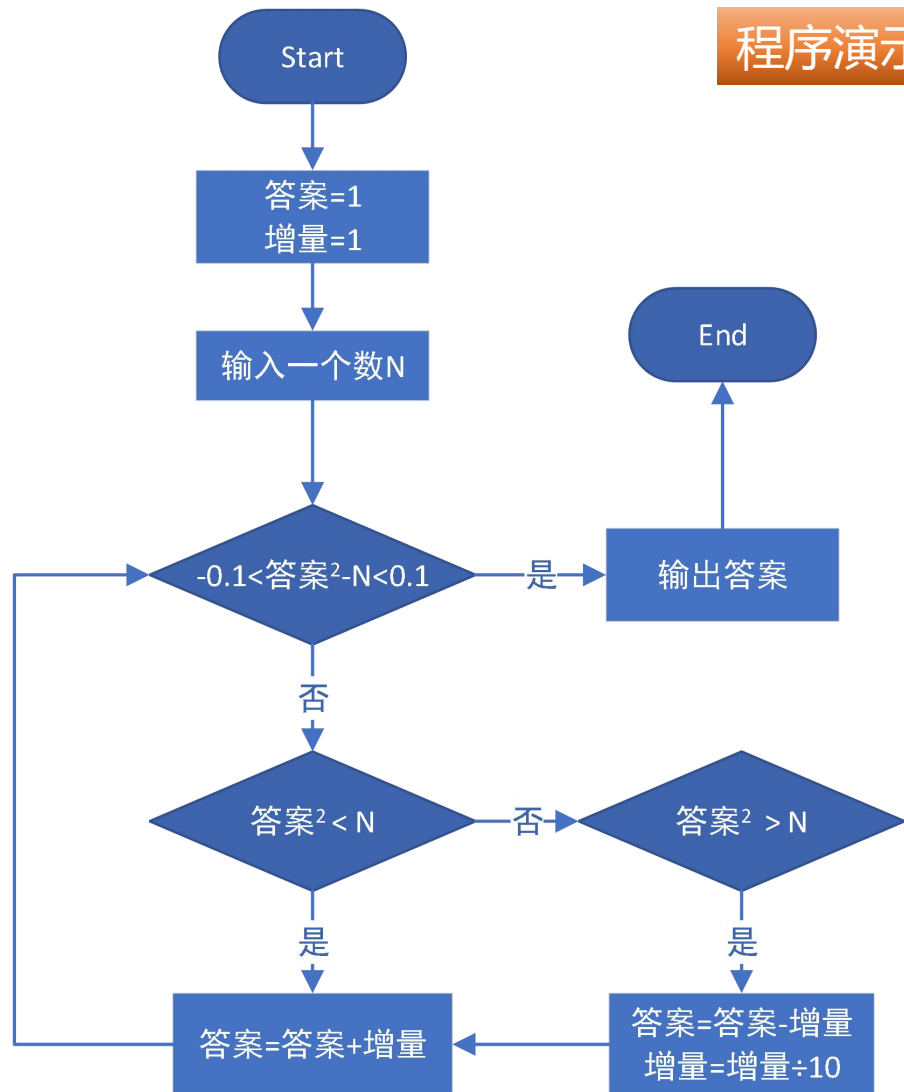 程序演示
Start
答案=1
增量=1
输入一个数N
End
-0.1<答案²-N<0.1
是
输出答案
否
答案² < N
否
答案² > N
是
是
答案=答案+增量
答案=答案-增量
增量=增量÷10